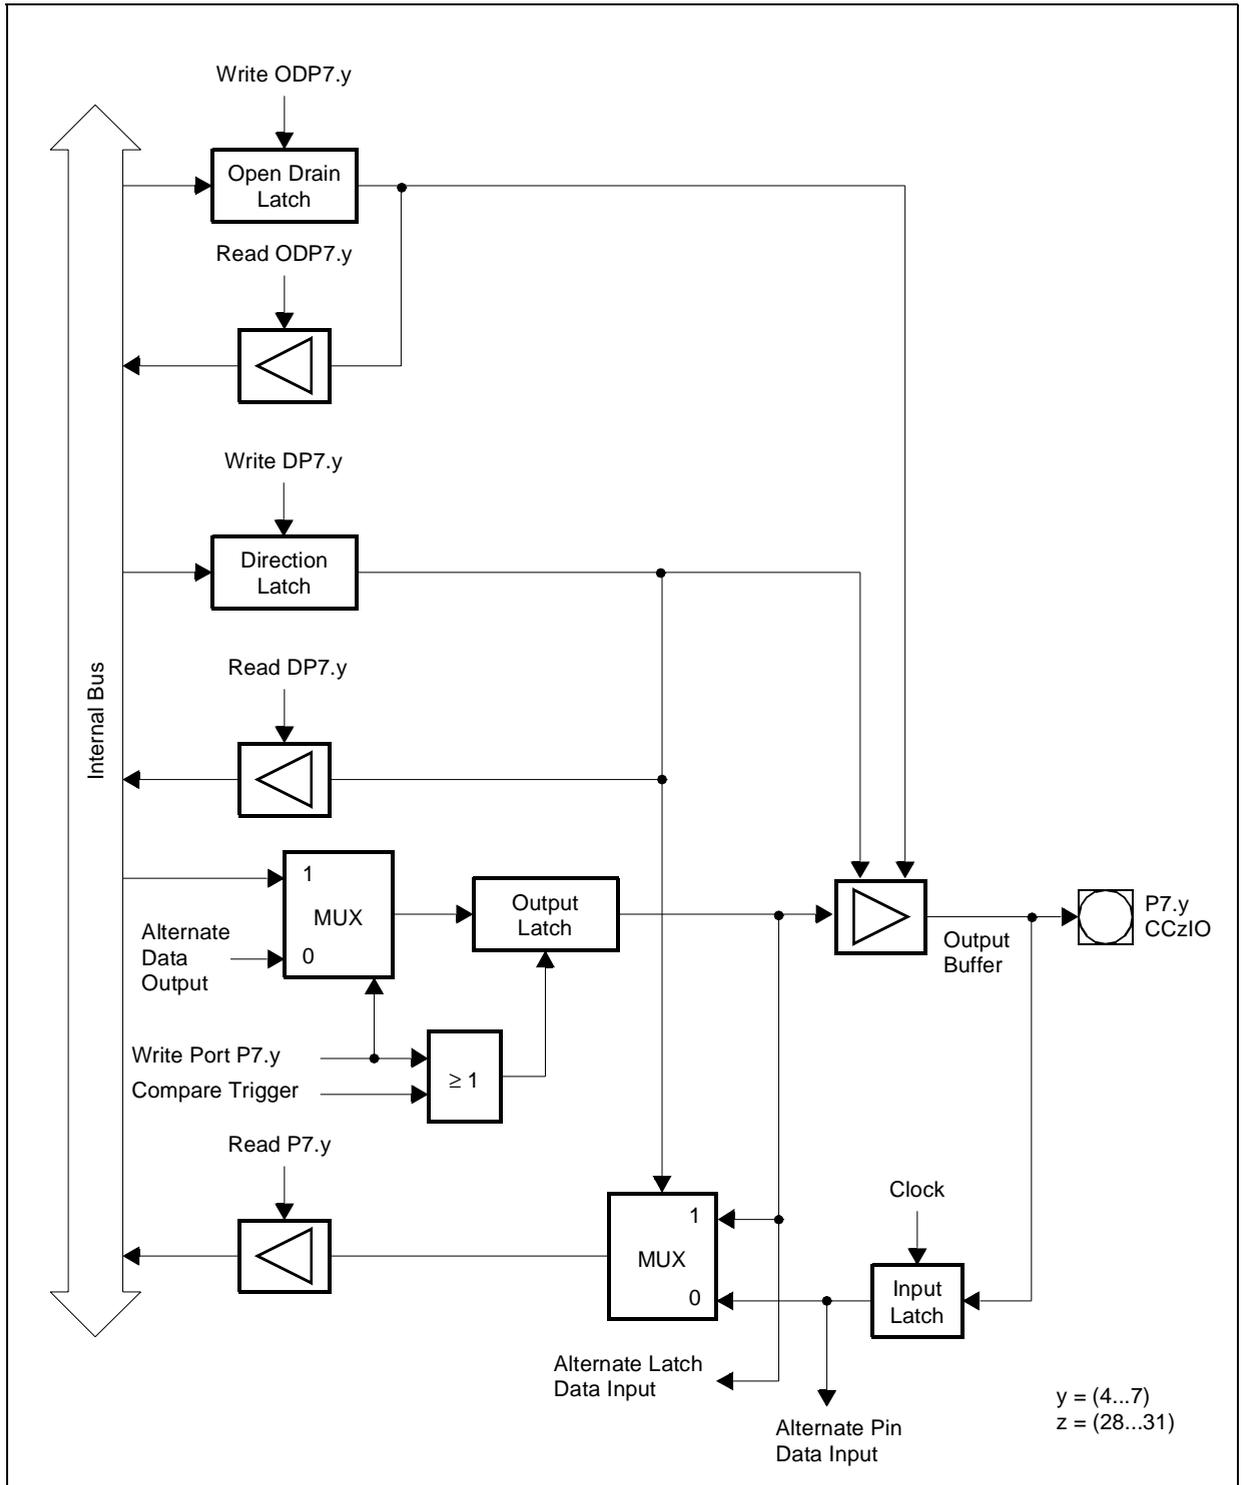 Write ODP7.y
Open Drain
Latch
Read ODP7.y
Write DP7.y
Direction
Latch
Internal Bus
Read DP7.y
1
MUX
0
Alternate
Data
Output
Output
Latch
Output
Buffer
P7.y
CCzIO
Write Port P7.y
Compare Trigger
≥ 1
Read P7.y
1
MUX
0
Clock
Input
Latch
Alternate Latch
Data Input
Alternate Pin
Data Input
y = (4...7)
z = (28...31)